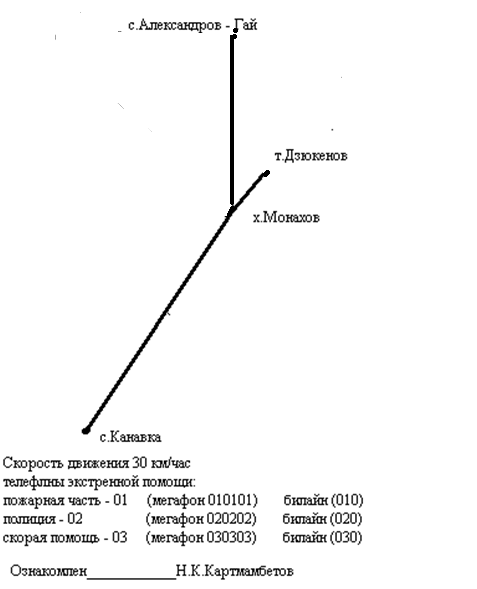 с.Александров - Гай
т.Дзюкенов
х.Монахов
с.Канавка
Скорость движения 30 км/час
телефлны экстренной помощи:
пожарная часть - 01 (мегафон 010101) билайн (010)
полиция - 02 (мегафон 020202) билайн (020)
скорая помощь - 03 (мегафон 030303) билайн (030)
Ознакомлен____________Н.К.Картмамбетов